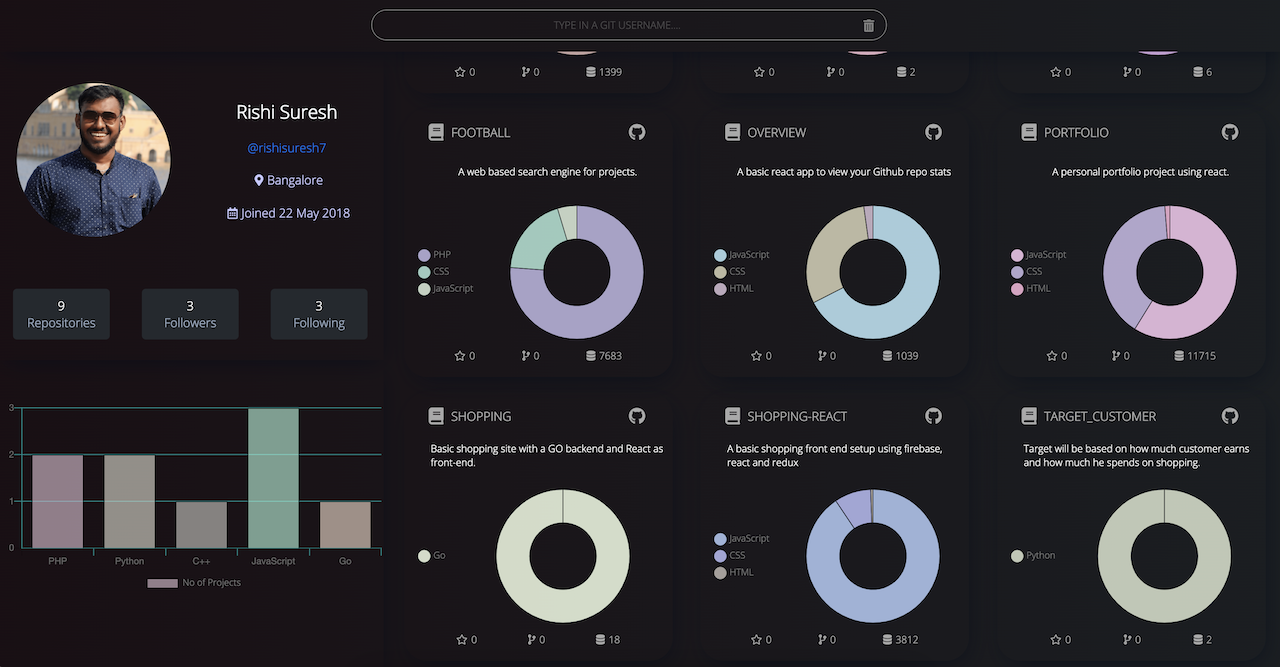 TYPE IN A GIT USERNAME....
Rishi Suresh
@rishisuresh7
Bangalore
Joined 22 May 2018
9
Repositories
3
Followers
3
Following
3
2
1
0
PHP
Python
C++
JavaScript
Go
No of Projects
0
0
1399
0
0
2
0
0
6
FOOTBALL
A web based search engine for projects.
PHP
CSS
JavaScript
0
0
7683
OVERVIEW
A basic react app to view your Github repo stats
JavaScript
CSS
HTML
0
0
1039
PORTFOLIO
A personal portfolio project using react.
JavaScript
CSS
HTML
0
0
11715
SHOPPING
Basic shopping site with a GO backend and React as
front-end.
Go
0
0
18
SHOPPING-REACT
A basic shopping front end setup using firebase,
react and redux
JavaScript
CSS
HTML
0
0
3812
TARGET_CUSTOMER
Target will be based on how much customer earns
and how much he spends on shopping.
Python
0
0
2